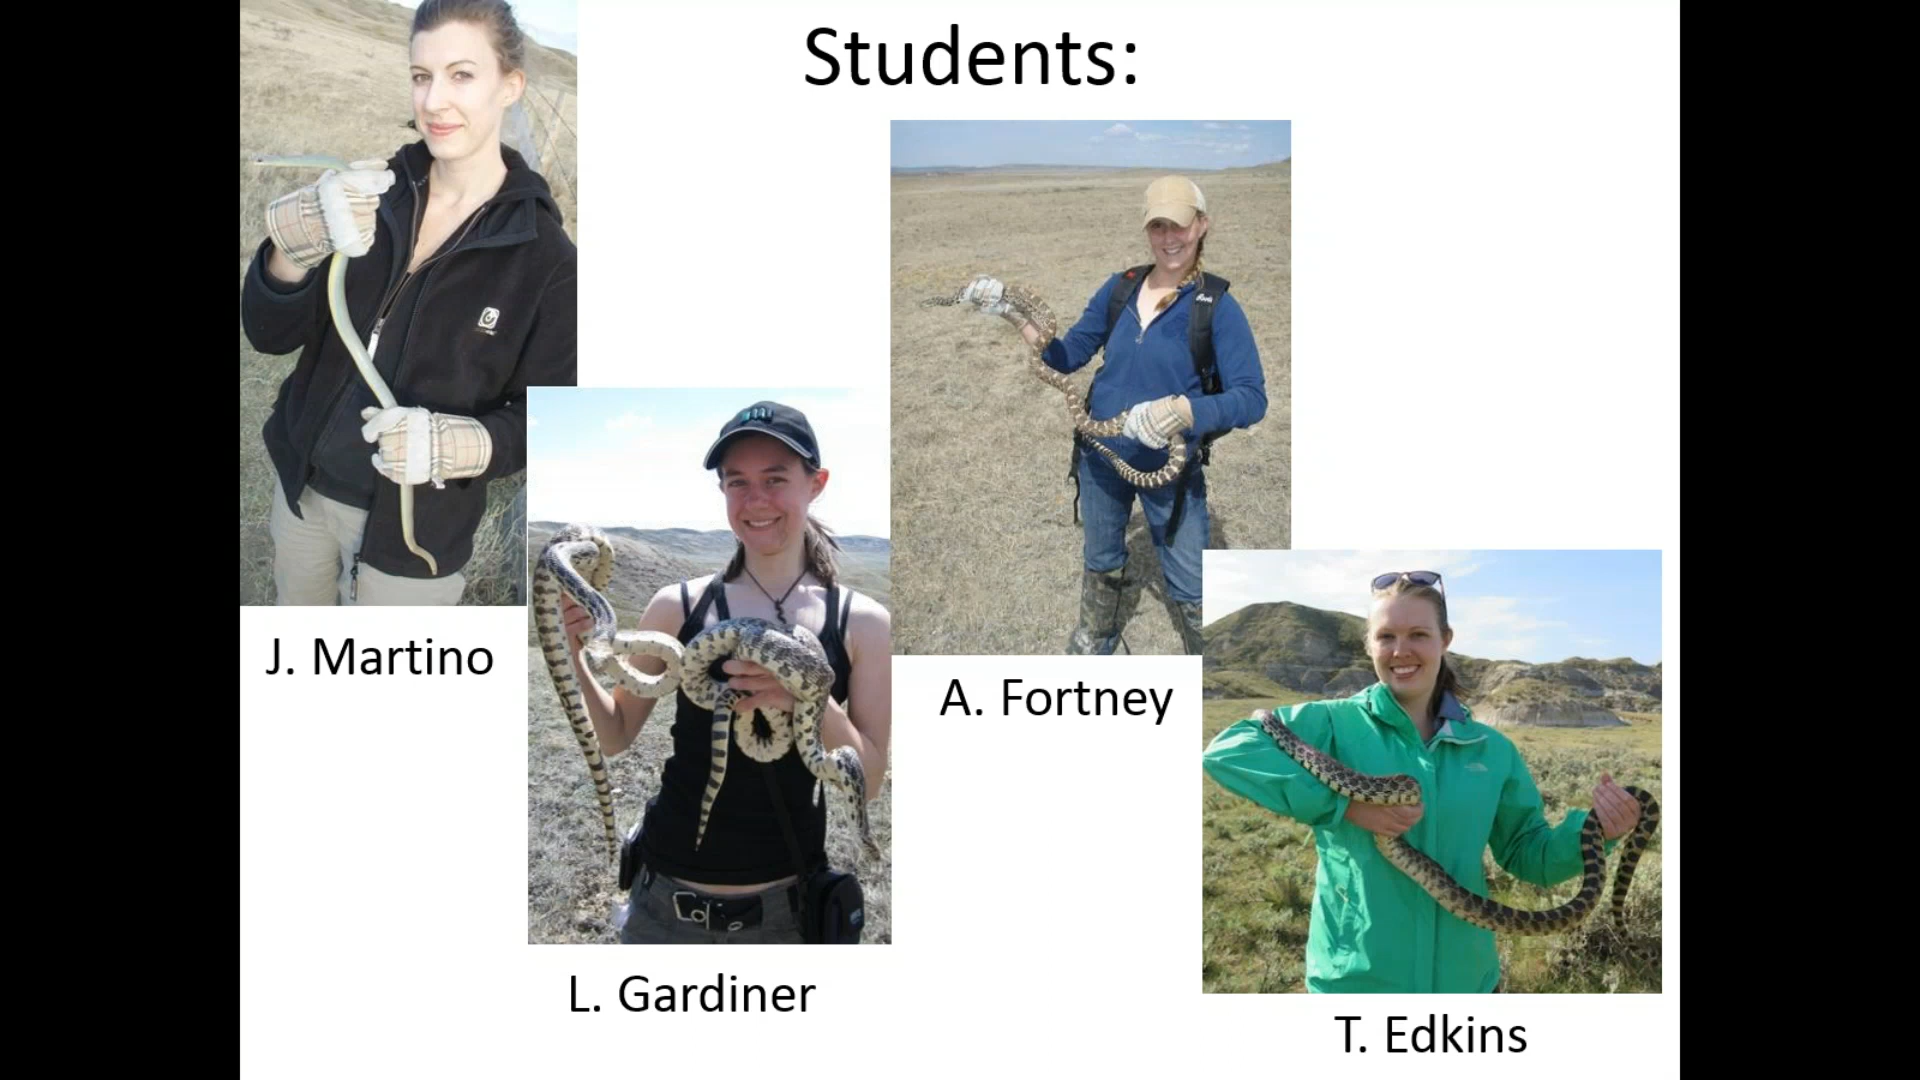 Students:
J. Martino
A. Fortney
L. Gardiner
T. Edkins